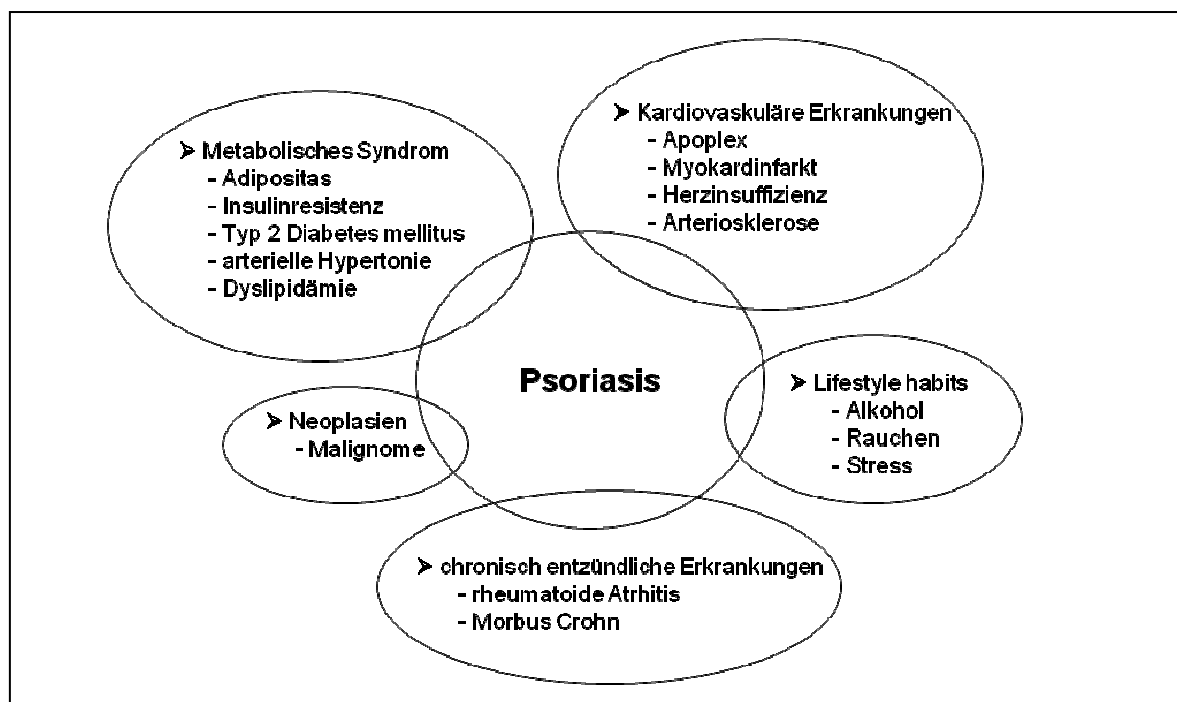 ➢ Kardiovaskuläre Erkrankungen
- Apoplex
- Myokardinfarkt
- Herzinsuffizienz
- Arteriosklerose
➢ Metabolisches Syndrom
- Adipositas
- Insulinresistenz
- Typ 2 Diabetes mellitus
- arterielle Hypertonie
- Dyslipidämie
Psoriasis
➢ Lifestyle habits
- Alkohol
- Rauchen
- Stress
➢ Neoplasien
- Malignome
➢ chronisch entzündliche Erkrankungen
- rheumatoide Atrhitis
- Morbus Crohn